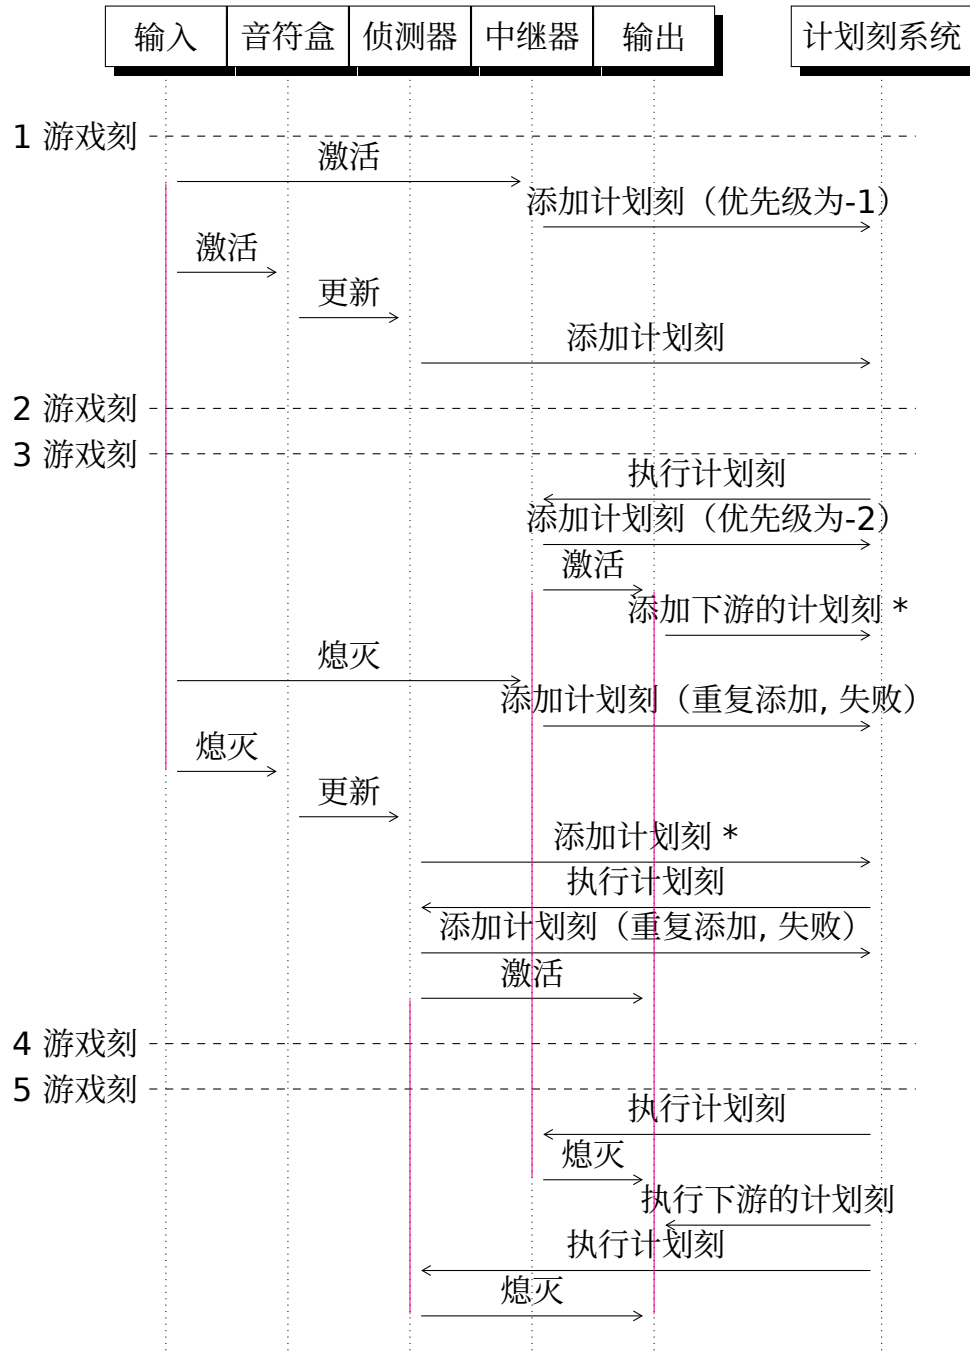 输入 音符盒 侦测器 中继器 输出 计划刻系统
1 游戏刻
激活
添加计划刻（优先级为-1）
激活
更新
添加计划刻
2 游戏刻
3 游戏刻
执行计划刻
添加计划刻（优先级为-2）
激活
添加下游的计划刻 *
熄灭
添加计划刻（重复添加, 失败）
熄灭
更新
添加计划刻 *
执行计划刻
添加计划刻（重复添加, 失败）
激活
4 游戏刻
5 游戏刻
执行计划刻
熄灭
执行下游的计划刻
执行计划刻
熄灭